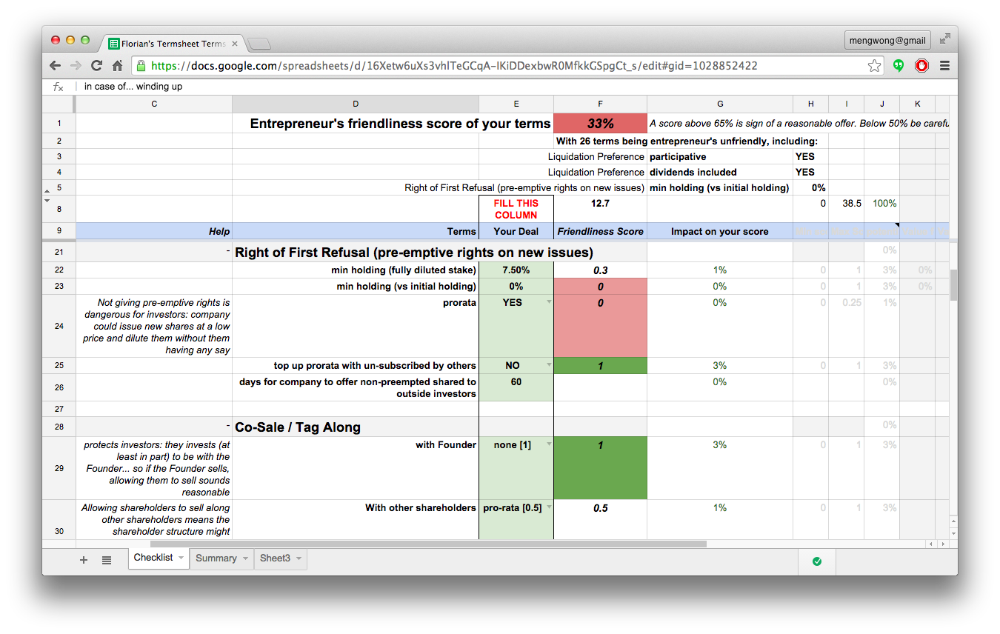 Florian's Termsheet Terms
mengwong@gmail
https://docs.google.com/spreadsheets/d/16Xetw6uXs3vhlTeGCqA-IKiDDexbwR0MfkkGSpgCt_s/edit#gid=1028852422
fx in case of... winding up
C D E F G H I J K
1 Entrepreneur's friendliness score of your terms 33% A score above 65% is sign of a reasonable offer. Below 50% be carefu
2 With 26 terms being entrepreneur's unfriendly, including:
3 Liquidation Preference participative YES
4 Liquidation Preference dividends included YES
5 Right of First Refusal (pre-emptive rights on new issues) min holding (vs initial holding) 0%
8 FILL THIS 12.7 0 38.5 100%
COLUMN
9 Help Terms Your Deal Friendliness Score Impact on your score
21 - Right of First Refusal (pre-emptive rights on new issues) 0%
22 min holding (fully diluted stake) 7.50% 0.3 1% 0 1 3% 0%
23 min holding (vs initial holding) 0% 0 0% 0 1 3% 0%
24 Not giving pre-emptive rights is prorata YES 0 0% 0 0.25 1%
dangerous for investors: company
could issue new shares at a low
price and dilute them without them
having any say
25 top up prorata with un-subscribed by others NO 1 3% 0 1 3%
26 days for company to offer non-preempted shared to 60 0% 0%
outside investors
27
28 - Co-Sale / Tag Along 0%
29 protects investors: they invests (at with Founder none [1] 1 3% 0 1 3%
least in part) to be with the
Founder... so if the Founder sells,
allowing them to sell sounds
reasonable
30 Allowing shareholders to sell along With other shareholders pro-rata [0.5] 0.5 1% 0 1 3%
other shareholders means the
shareholder structure might
+ Checklist Summary Sheet3